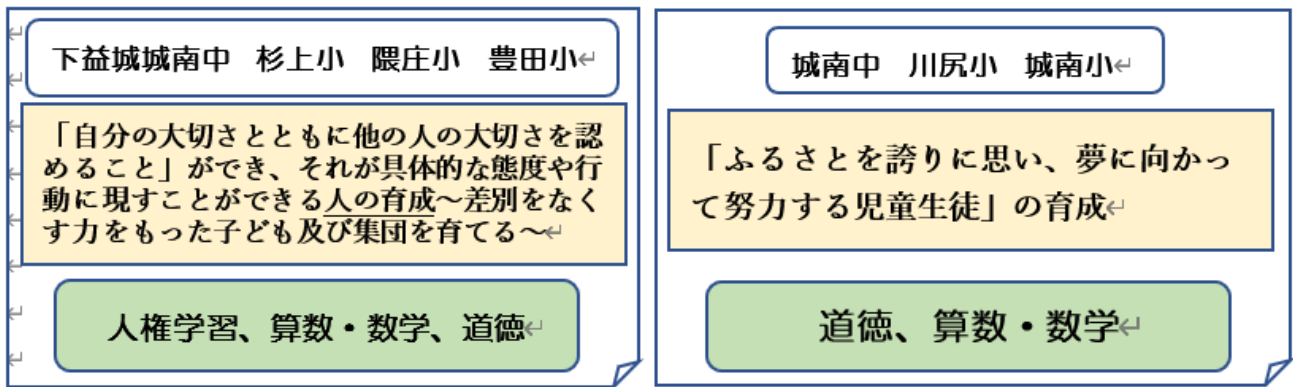 下益城城南中　杉上小　隈庄小　豊田小
「自分の大切さとともに他の人の大切さを認
めること」ができ、それが具体的な態度や行
動に現すことができる人の育成～差別をなく
す力をもった子ども及び集団を育てる～
人権学習、算数・数学、道徳
城南中　川尻小　城南小
「ふるさとを誇りに思い、夢に向かっ
て努力する児童生徒」の育成
道徳、算数・数学